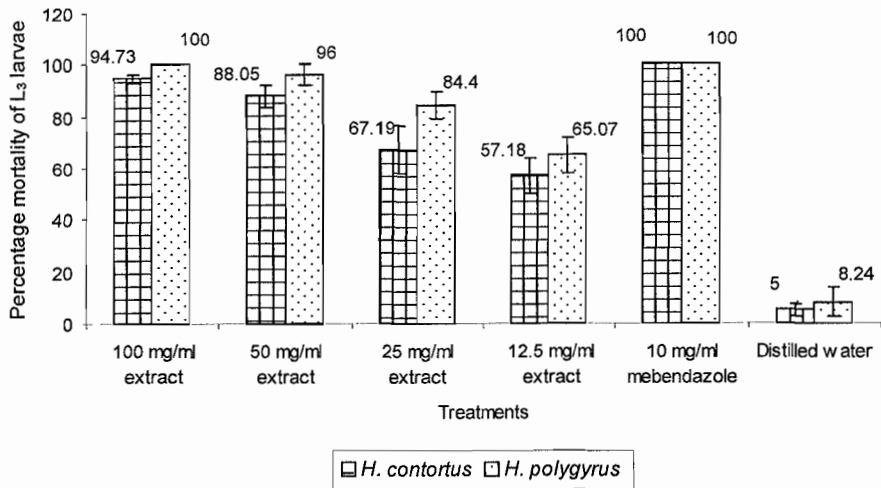 Percentage mortality of L3 larvae
120
100
80
60
40
20
0
94.73
100
88.05
96
67.19
84.4
57.18
65.07
100
100
5
8.24
100 mg/ml
extract
50 mg/ml
extract
25 mg/ml
extract
12.5 mg/ml
extract
10 mg/ml
mebendazole
Distilled water
Treatments
H. contortus
H. polygyrus